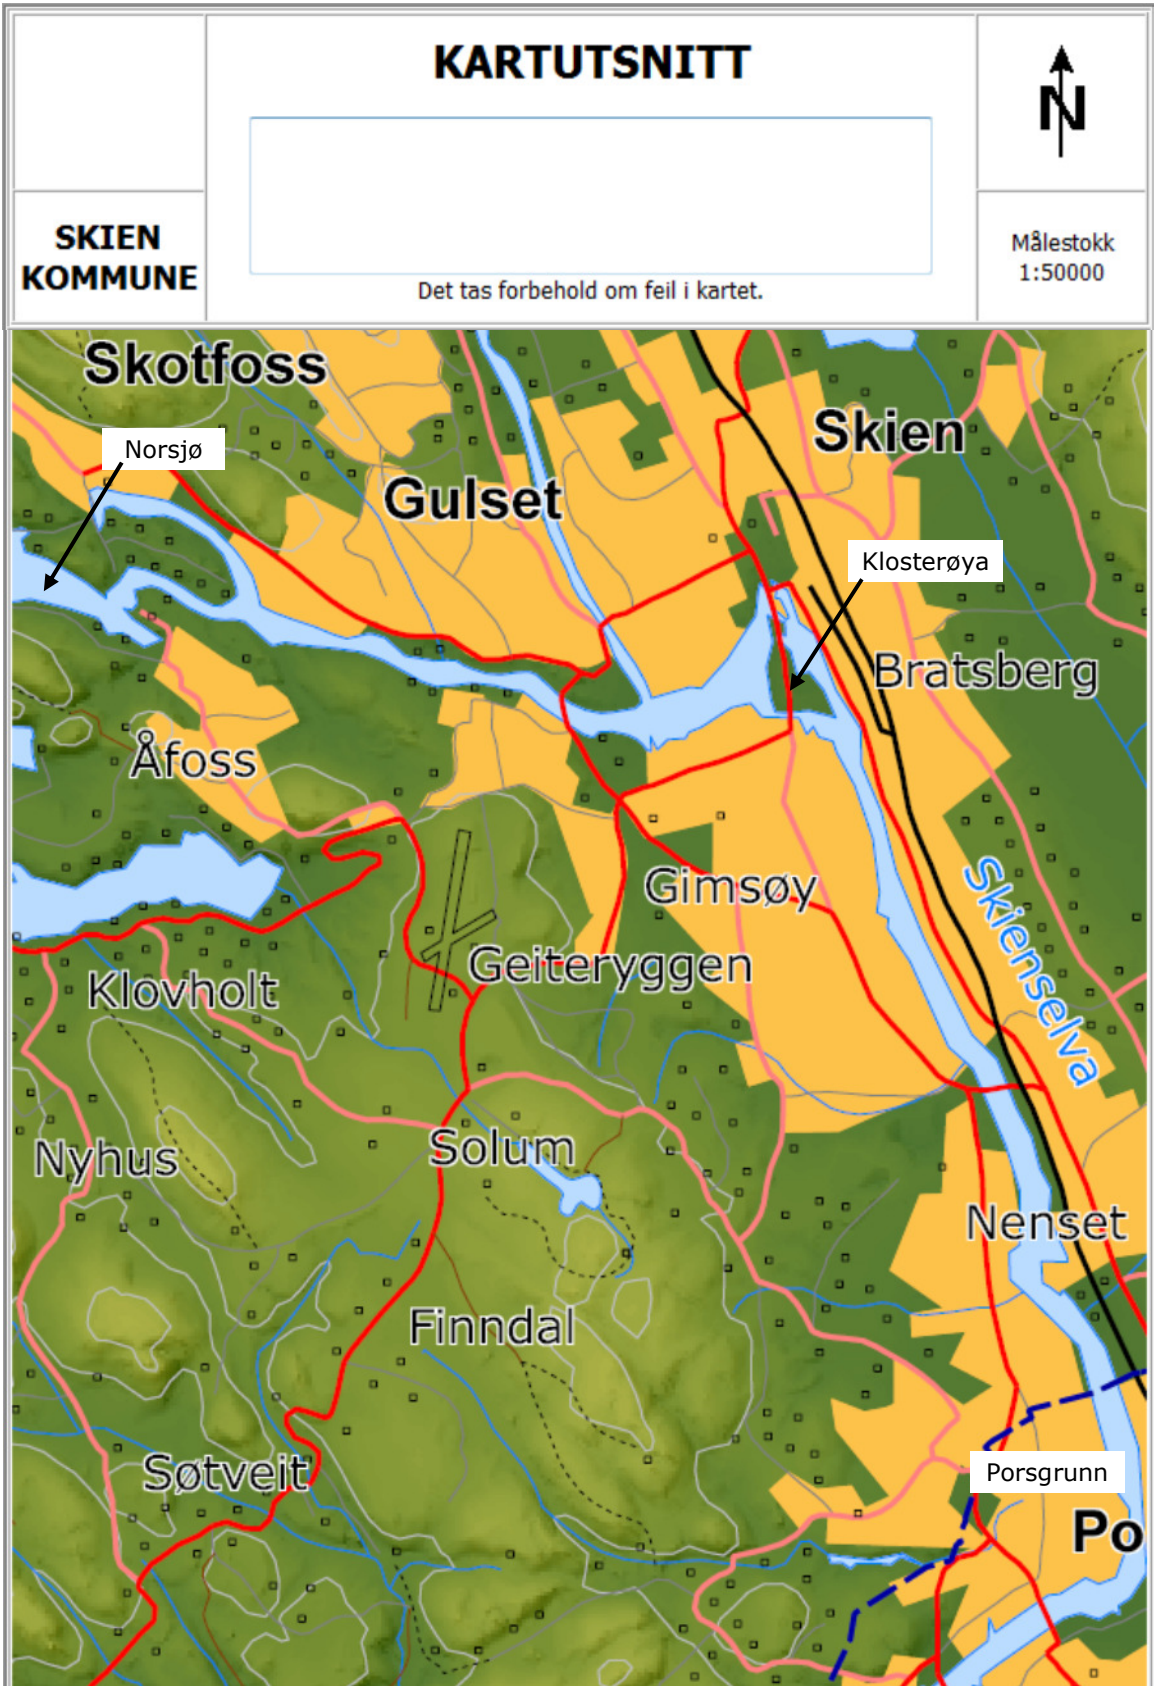 KARTUTSNITT
N
SKIEN
KOMMUNE
Målestokk
1:50000
Det tas forbehold om feil i kartet.
Skotfoss
Norsjø
Skien
Gulset
Klosterøya
Bratsberg
Åfoss
Gimsøy
Skienselva
Geiteryggen
Klovholt
Solum
Nyhus
Nenset
Finndal
Søtveit
Porsgrunn
Po